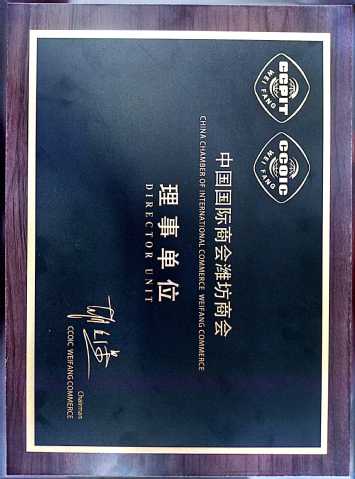 CCPIT
WEI FANG
CCOIC
WEI FANG
中国国际商会潍坊商会
CHINA CHAMBER OF INTERNATIONAL COMMERCE WEIFANG COMMERCE
理事单位
DIRECTOR UNIT
Chairman
CCOIC WEIFANG COMMERCE